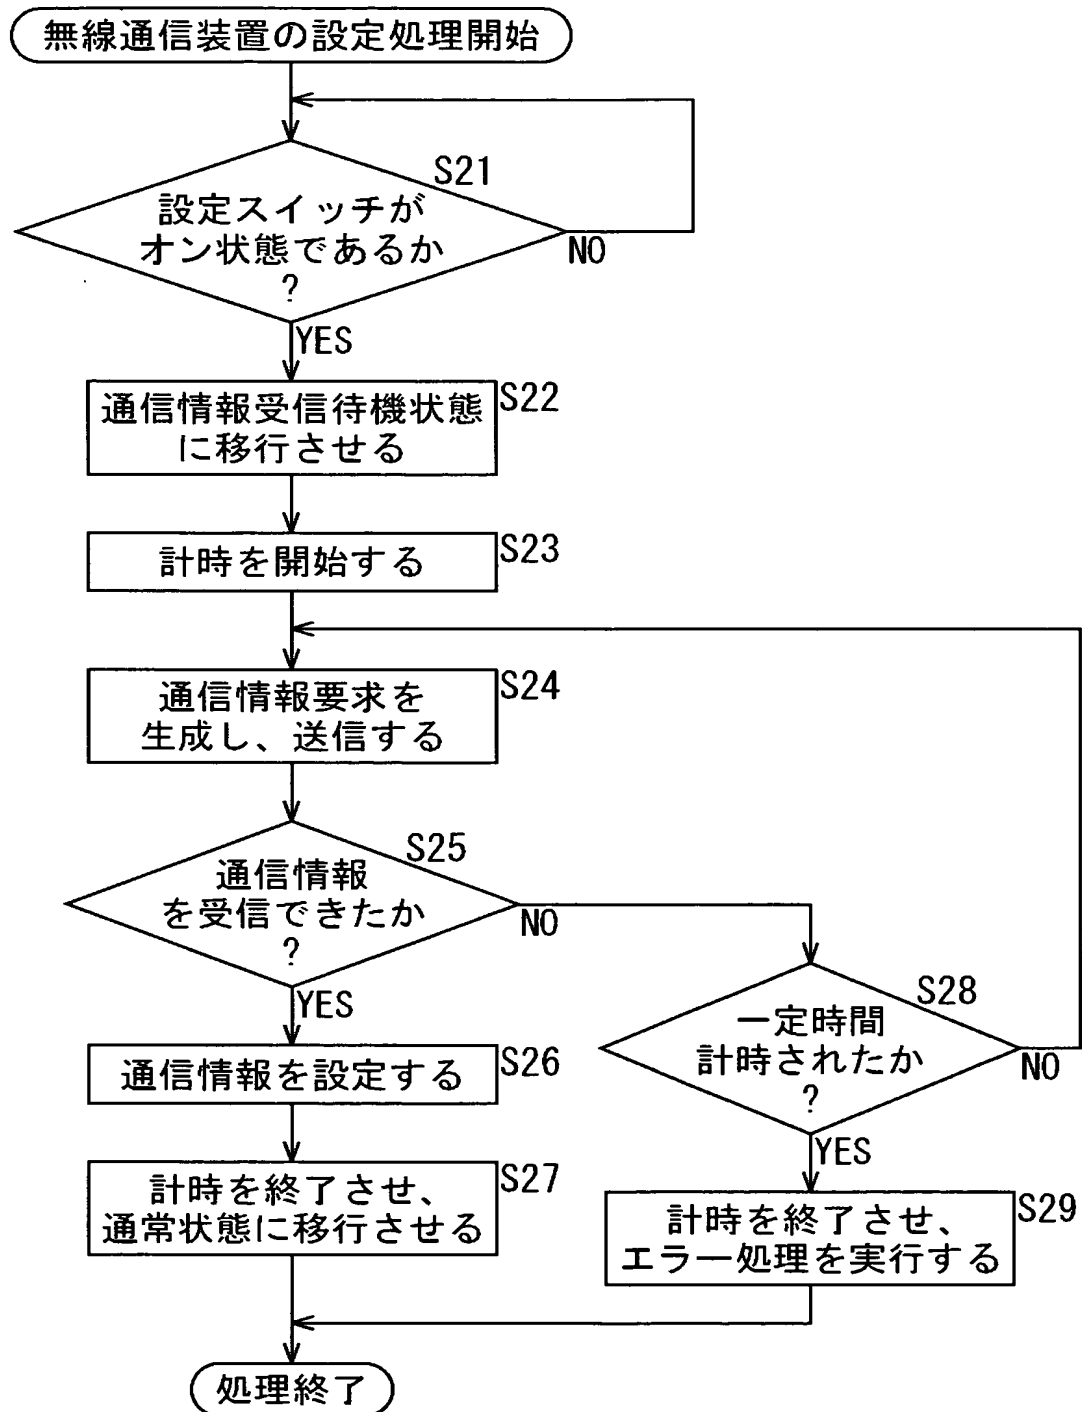 無線通信装置の設定処理開始
S21
設定スイッチが
オン状態であるか
?
NO
YES
S22
通信情報受信待機状態
に移行させる
S23
計時を開始する
S24
通信情報要求を
生成し、送信する
S25
通信情報
を受信できたか
?
NO
YES
S28
一定時間
計時されたか
?
NO
YES
S26
通信情報を設定する
S27
計時を終了させ、
通常状態に移行させる
S29
計時を終了させ、
エラー処理を実行する
処理終了